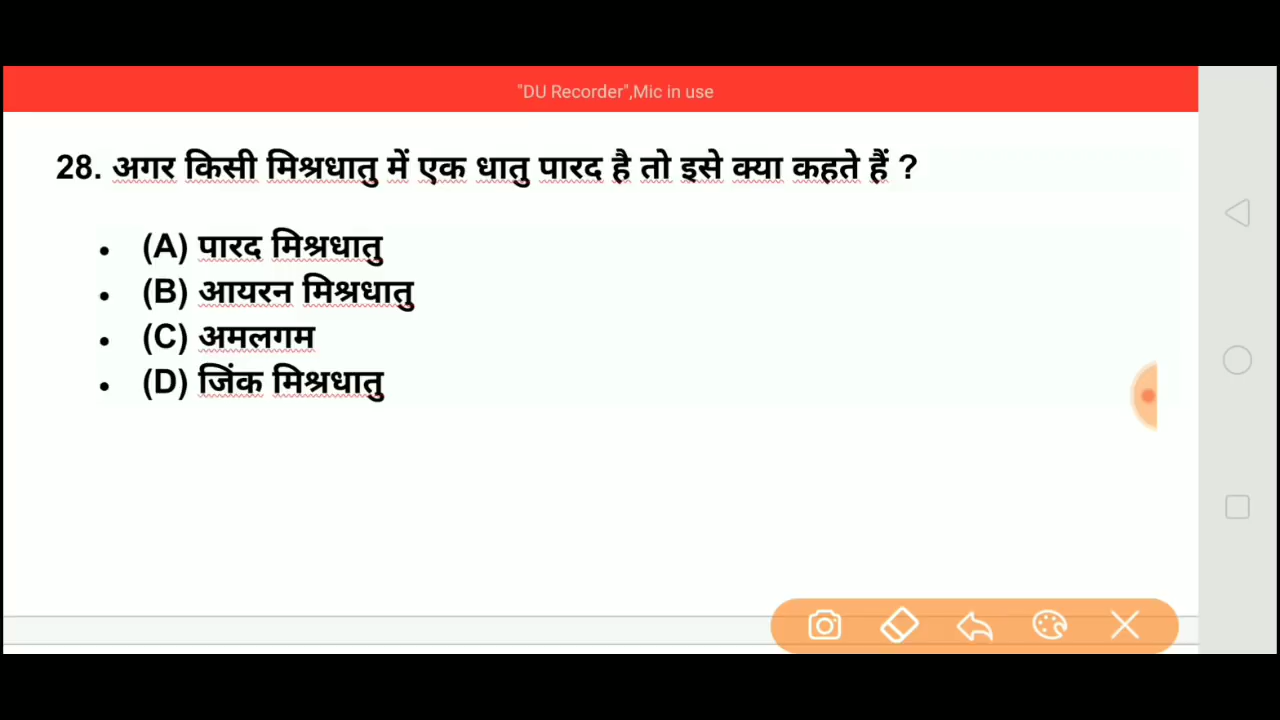 "DU Recorder",Mic in use
28. अगर किसी मिश्रधातु में एक धातु पारद है तो इसे क्या कहते हैं ?
• (A) पारद मिश्रधातु
• (B) आयरन मिश्रधातु
• (C) अमलगम
• (D) जिंक मिश्रधातु